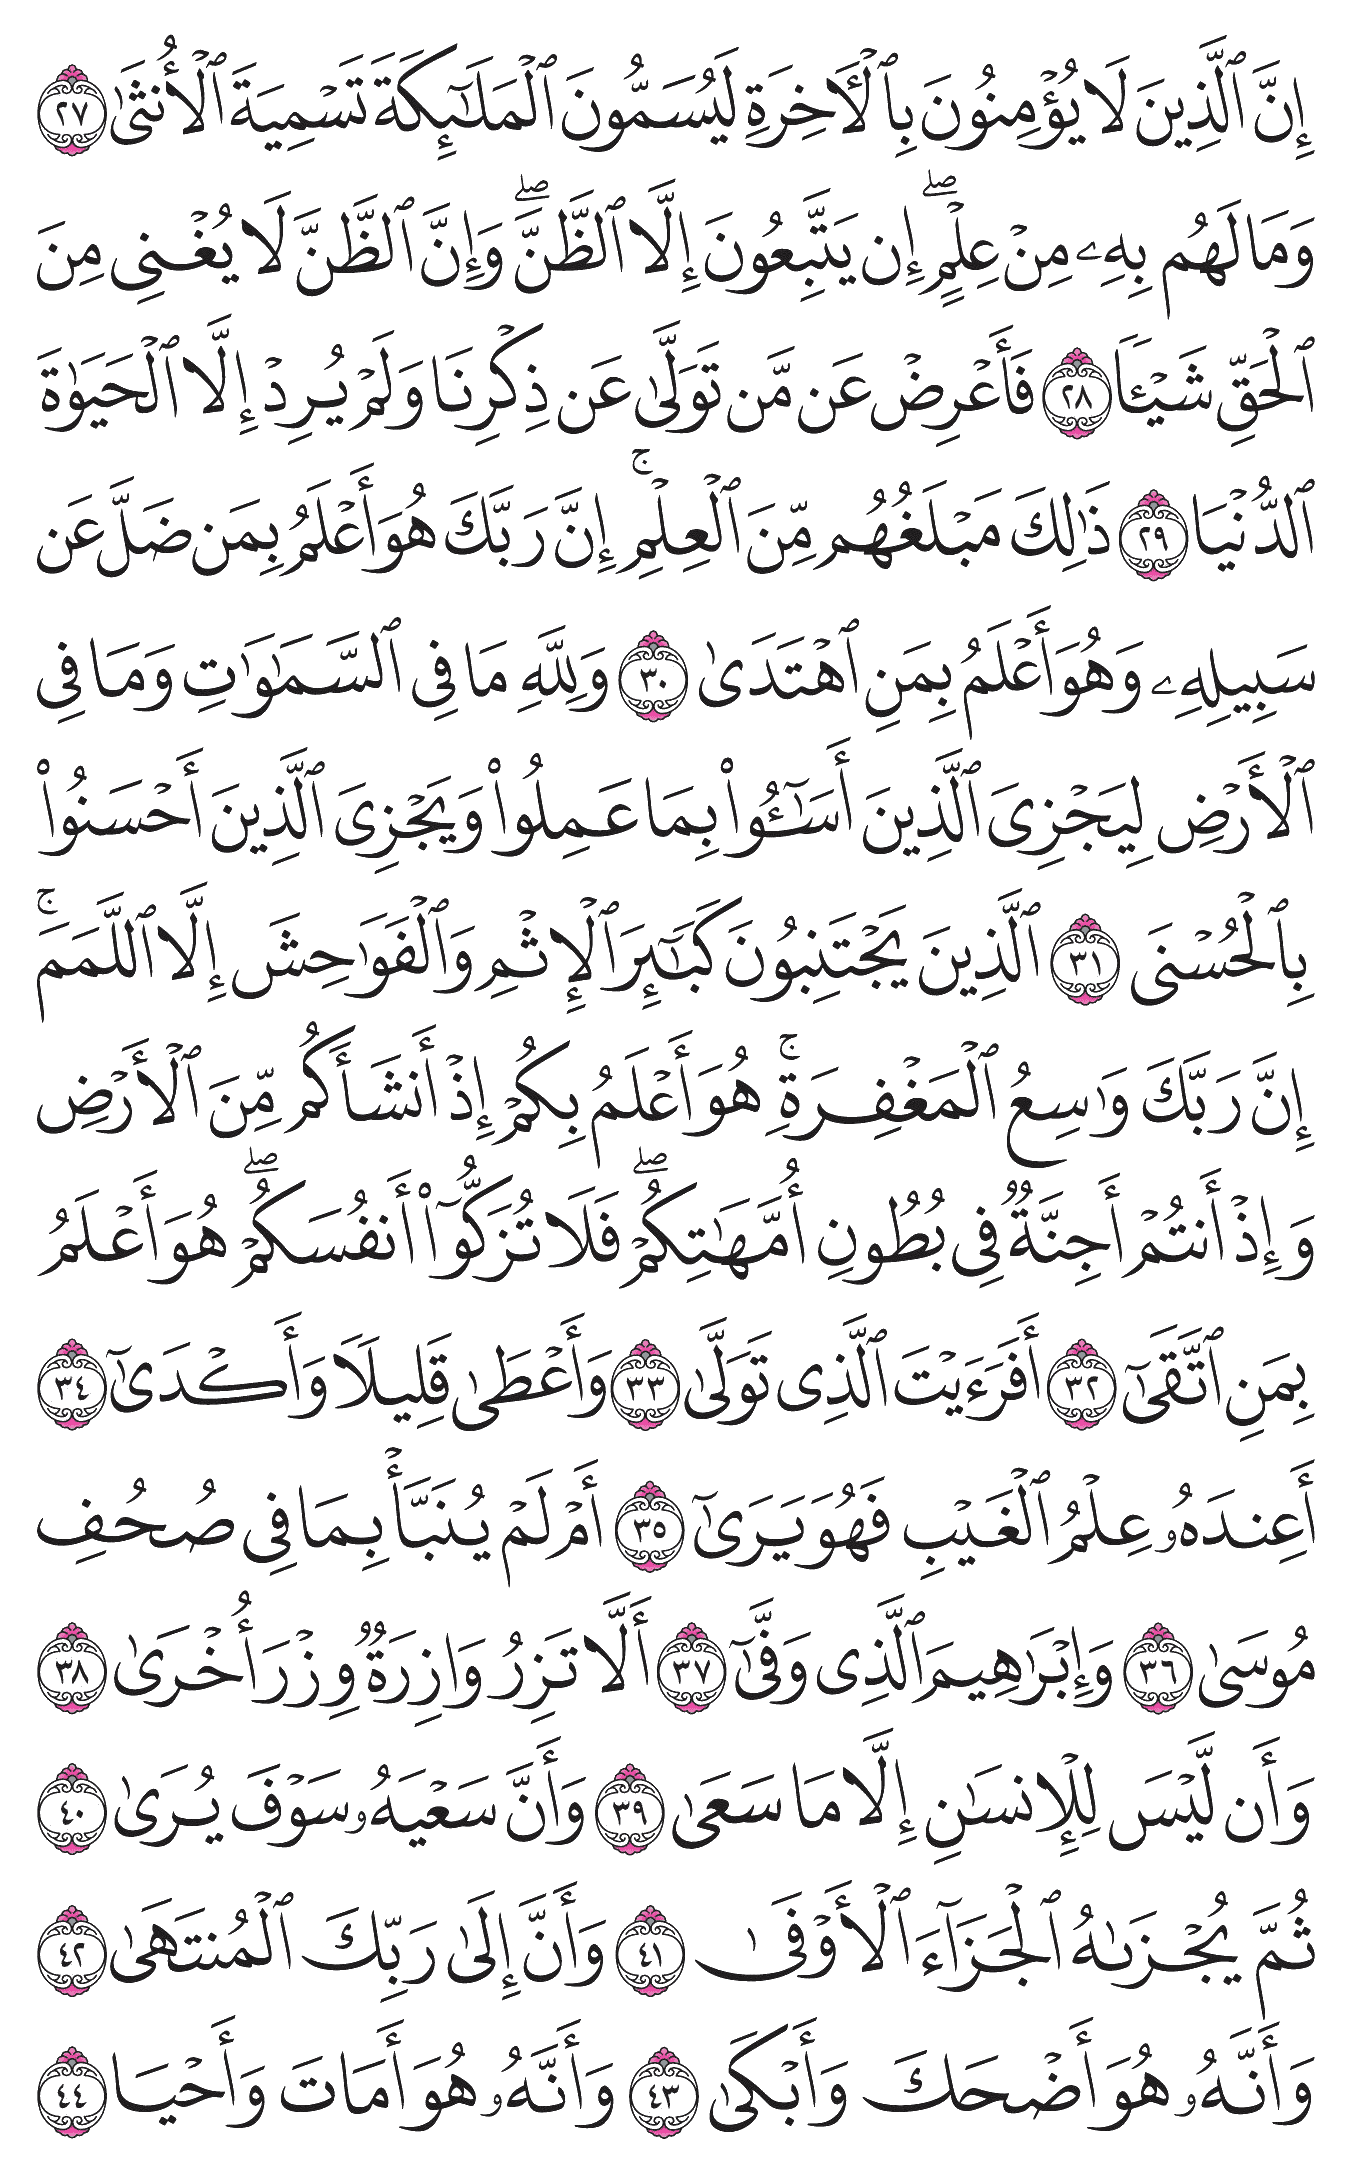 إِنَّ ٱلَّذِينَ لَا يُؤْمِنُونَ بِٱلْأَخِرَةِ لَيُسَمُّونَ ٱلْمَلَٰٓئِكَةَ تَسْمِيَةَ ٱلْأُنثَىٰ ٢٧
وَمَا لَهُم بِهِۦ مِنْ عِلْمٍۖ إِن يَتَّبِعُونَ إِلَّا ٱلظَّنَّۖ وَإِنَّ ٱلظَّنَّ لَا يُغْنِى مِنَ
ٱلْحَقِّ شَيْـًٔا ٢٨ فَأَعْرِضْ عَن مَّن تَوَلَّىٰ عَن ذِكْرِنَا وَلَمْ يُرِدْ إِلَّا ٱلْحَيَوٰةَ
ٱلدُّنْيَا ٢٩ ذَٰلِكَ مَبْلَغُهُم مِّنَ ٱلْعِلْمِۚ إِنَّ رَبَّكَ هُوَ أَعْلَمُ بِمَن ضَلَّ عَن
سَبِيلِهِۦ وَهُوَ أَعْلَمُ بِمَنِ ٱهْتَدَىٰ ٣٠ وَلِلَّهِ مَا فِى ٱلسَّمَٰوَٰتِ وَمَا فِى
ٱلْأَرْضِ لِيَجْزِىَ ٱلَّذِينَ أَسَٰٓـُٔوا۟ بِمَا عَمِلُوا۟ وَيَجْزِىَ ٱلَّذِينَ أَحْسَنُوا۟
بِٱلْحُسْنَى ٣١ ٱلَّذِينَ يَجْتَنِبُونَ كَبَٰٓئِرَ ٱلْإِثْمِ وَٱلْفَوَٰحِشَ إِلَّا ٱللَّمَمَۚ
إِنَّ رَبَّكَ وَٰسِعُ ٱلْمَغْفِرَةِۚ هُوَ أَعْلَمُ بِكُمْ إِذْ أَنشَأَكُم مِّنَ ٱلْأَرْضِ
وَإِذْ أَنتُمْ أَجِنَّةٌ فِى بُطُونِ أُمَّهَٰتِكُمْۖ فَلَا تُزَكُّوٓا۟ أَنفُسَكُمْۖ هُوَ أَعْلَمُ
بِمَنِ ٱتَّقَىٰٓ ٣٢ أَفَرَءَيْتَ ٱلَّذِى تَوَلَّىٰ ٣٣ وَأَعْطَىٰ قَلِيلًا وَأَكْدَىٰٓ ٣٤
أَعِندَهُۥ عِلْمُ ٱلْغَيْبِ فَهُوَ يَرَىٰٓ ٣٥ أَمْ لَمْ يُنَبَّأْ بِمَا فِى صُحُفِ
مُوسَىٰ ٣٦ وَإِبْرَٰهِيمَ ٱلَّذِى وَفَّىٰٓ ٣٧ أَلَّا تَزِرُ وَازِرَةٌ وِزْرَ أُخْرَىٰ ٣٨
وَأَن لَّيْسَ لِلْإِنسَٰنِ إِلَّا مَا سَعَىٰ ٣٩ وَأَنَّ سَعْيَهُۥ سَوْفَ يُرَىٰ ٤٠
ثُمَّ يُجْزَىٰهُ ٱلْجَزَآءَ ٱلْأَوْفَىٰ ٤١ وَأَنَّ إِلَىٰ رَبِّكَ ٱلْمُنتَهَىٰ ٤٢
وَأَنَّهُۥ هُوَ أَضْحَكَ وَأَبْكَىٰ ٤٣ وَأَنَّهُۥ هُوَ أَمَاتَ وَأَحْيَا ٤٤